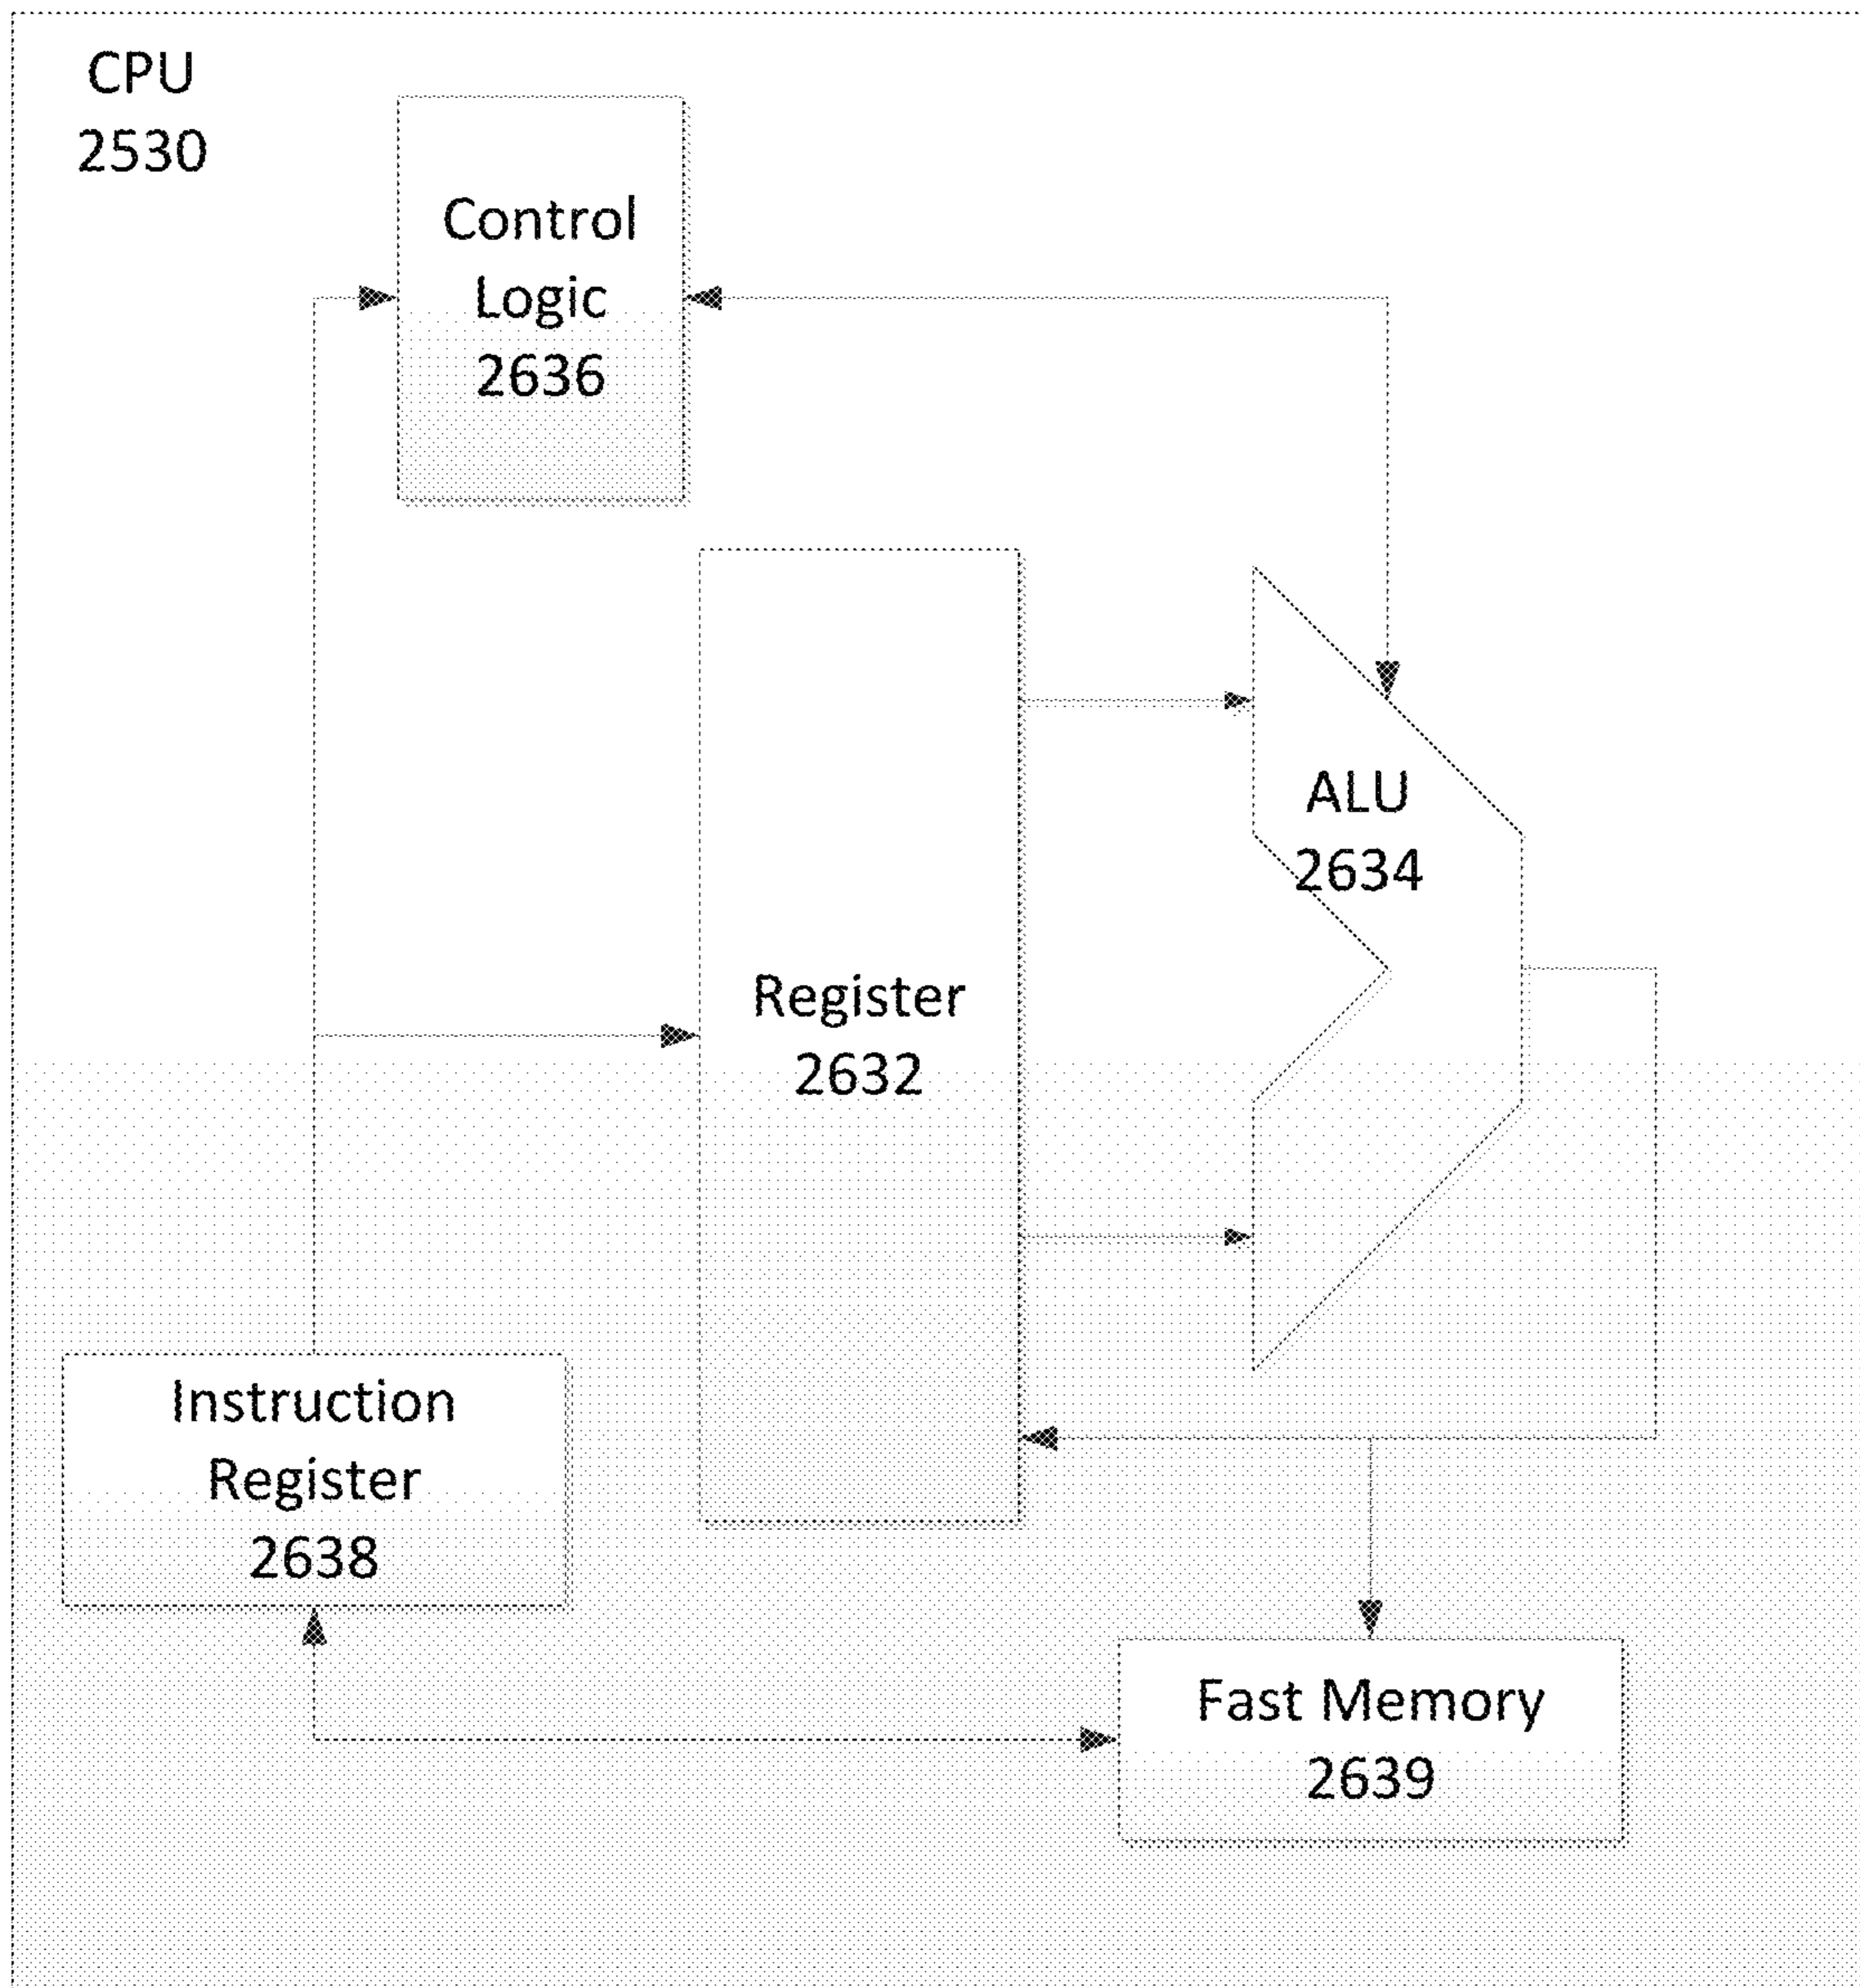 CPU
2530
Control
Logic
2636
ALU
2634
Register
2632
Instruction
Register
2638
Fast Memory
2639